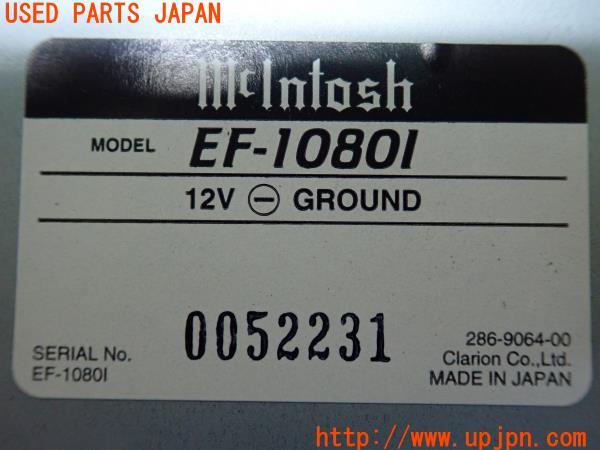 USED PARTS JAPAN
McIntosh
MODEL EF-1080I
12V ⊖ GROUND
0052231
SERIAL No.
EF-1080I
286-9064-00
Clarion Co.,Ltd.
MADE IN JAPAN
http://www.upjpn.com/